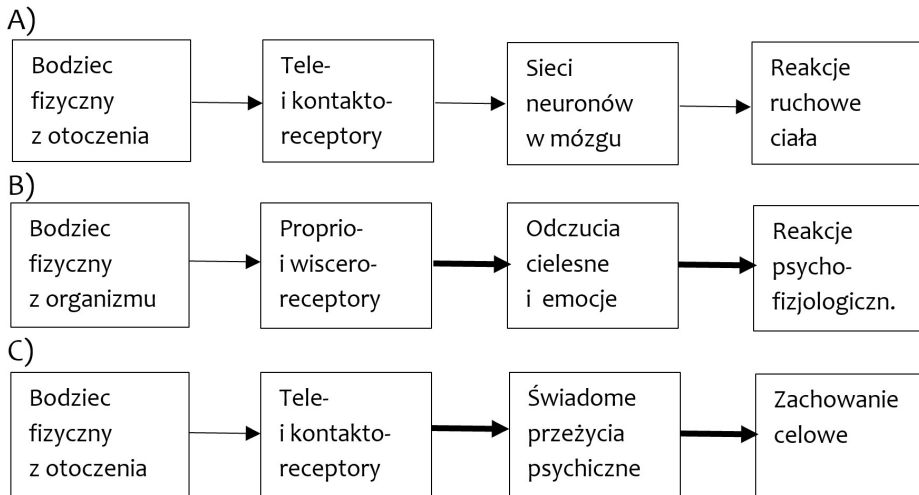 A)
Bodziec
fizyczny
z otoczenia
Tele-
i kontakto-
receptory
Sieci
neuronów
w mózgu
Reakcje
ruchowe
ciała
B)
Bodziec
fizyczny
z organizmu
Proprio-
i wiscero-
receptory
Odczucia
cielesne
i emocje
Reakcje
psycho-
fizjologiczn.
C)
Bodziec
fizyczny
z otoczenia
Tele-
i kontakto-
receptory
Świadome
przeżycia
psychiczne
Zachowanie
celowe